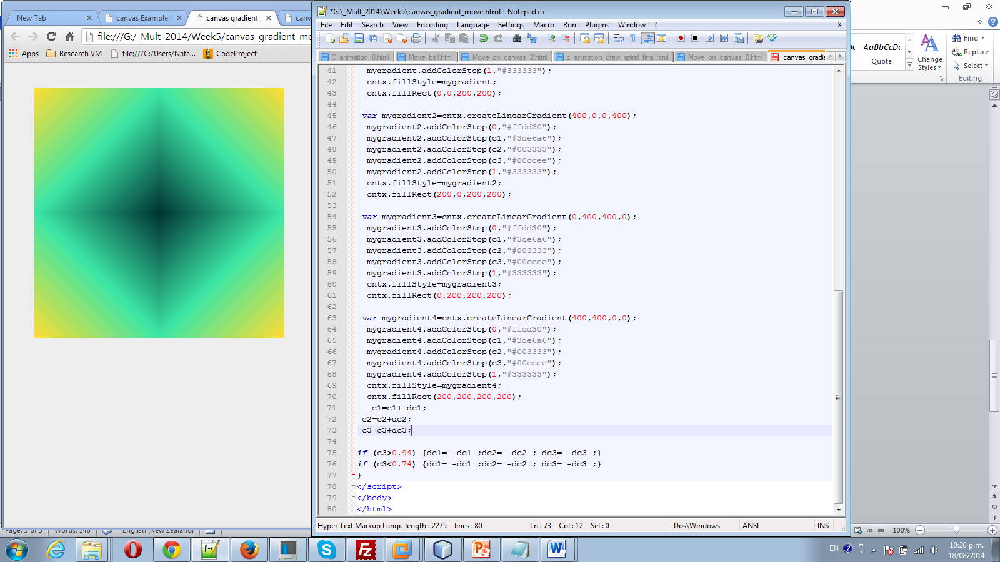 New Tab
canvas Example
canvas gradient
canv
file:///G:/_Mult_2014/Week5/canvas_gradient_mo
Apps
Research VM
file:///C:/Users/Nata...
CodeProject
*G:\_Mult_2014\Week5\canvas_gradient_move.html - Notepad++
File Edit Search View Encoding Language Settings Macro Run Plugins Window ? X
C_animation_0.html
Move_ball.html
Move_on_canvas_2.html
c_animation_draw_spiral_final.html
Move_on_canvas_0.html
canvas_gradie
41 mygradient.addColorStop(1,"#333333");
42 cntx.fillStyle=mygradient;
43 cntx.fillRect(0,0,200,200);
44
45 var mygradient2=cntx.createLinearGradient(400,0,0,400);
46 mygradient2.addColorStop(0,"#ffdd30");
47 mygradient2.addColorStop(c1,"#3de6a6");
48 mygradient2.addColorStop(c2,"#003333");
49 mygradient2.addColorStop(c3,"#00ccee");
50 mygradient2.addColorStop(1,"#333333");
51 cntx.fillStyle=mygradient2;
52 cntx.fillRect(200,0,200,200);
53
54 var mygradient3=cntx.createLinearGradient(0,400,400,0);
55 mygradient3.addColorStop(0,"#ffdd30");
56 mygradient3.addColorStop(c1,"#3de6a6");
57 mygradient3.addColorStop(c2,"#003333");
58 mygradient3.addColorStop(c3,"#00ccee");
59 mygradient3.addColorStop(1,"#333333");
60 cntx.fillStyle=mygradient3;
61 cntx.fillRect(0,200,200,200);
62
63 var mygradient4=cntx.createLinearGradient(400,400,0,0);
64 mygradient4.addColorStop(0,"#ffdd30");
65 mygradient4.addColorStop(c1,"#3de6a6");
66 mygradient4.addColorStop(c2,"#003333");
67 mygradient4.addColorStop(c3,"#00ccee");
68 mygradient4.addColorStop(1,"#333333");
69 cntx.fillStyle=mygradient4;
70 cntx.fillRect(200,200,200,200);
71 c1=c1+ dc1;
72 c2=c2+dc2;
73 c3=c3+dc3;
74
75 if (c3>0.94) {dc1= -dc1 ;dc2= -dc2 ; dc3= -dc3 ;}
76 if (c3<0.74) {dc1= -dc1 ;dc2= -dc2 ; dc3= -dc3 ;}
77 }
78 </script>
79 </body>
80 </html>
Hyper Text Markup Langu length : 2275 lines : 80 Ln : 73 Col : 12 Sel : 0 Dos\Windows ANSI INS
AaBbCcDc
Quote
Change
Styles
Find
Replace
Select
Editing
Words: 146
English (New Zealand)
100%
EN
10:20 p.m.
18/08/2014